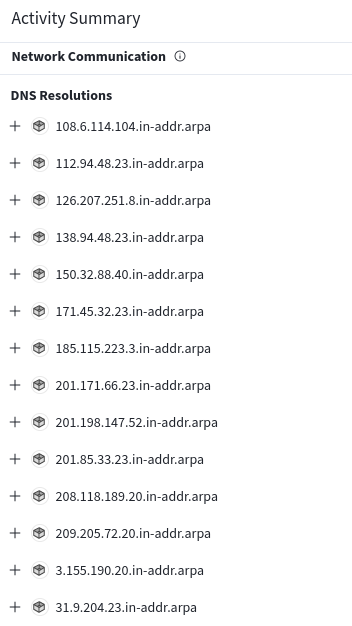 Activity Summary
Network Communication
DNS Resolutions
108.6.114.104.in-addr.arpa
112.94.48.23.in-addr.arpa
126.207.251.8.in-addr.arpa
138.94.48.23.in-addr.arpa
150.32.88.40.in-addr.arpa
171.45.32.23.in-addr.arpa
185.115.223.3.in-addr.arpa
201.171.66.23.in-addr.arpa
201.198.147.52.in-addr.arpa
201.85.33.23.in-addr.arpa
208.118.189.20.in-addr.arpa
209.205.72.20.in-addr.arpa
3.155.190.20.in-addr.arpa
31.9.204.23.in-addr.arpa